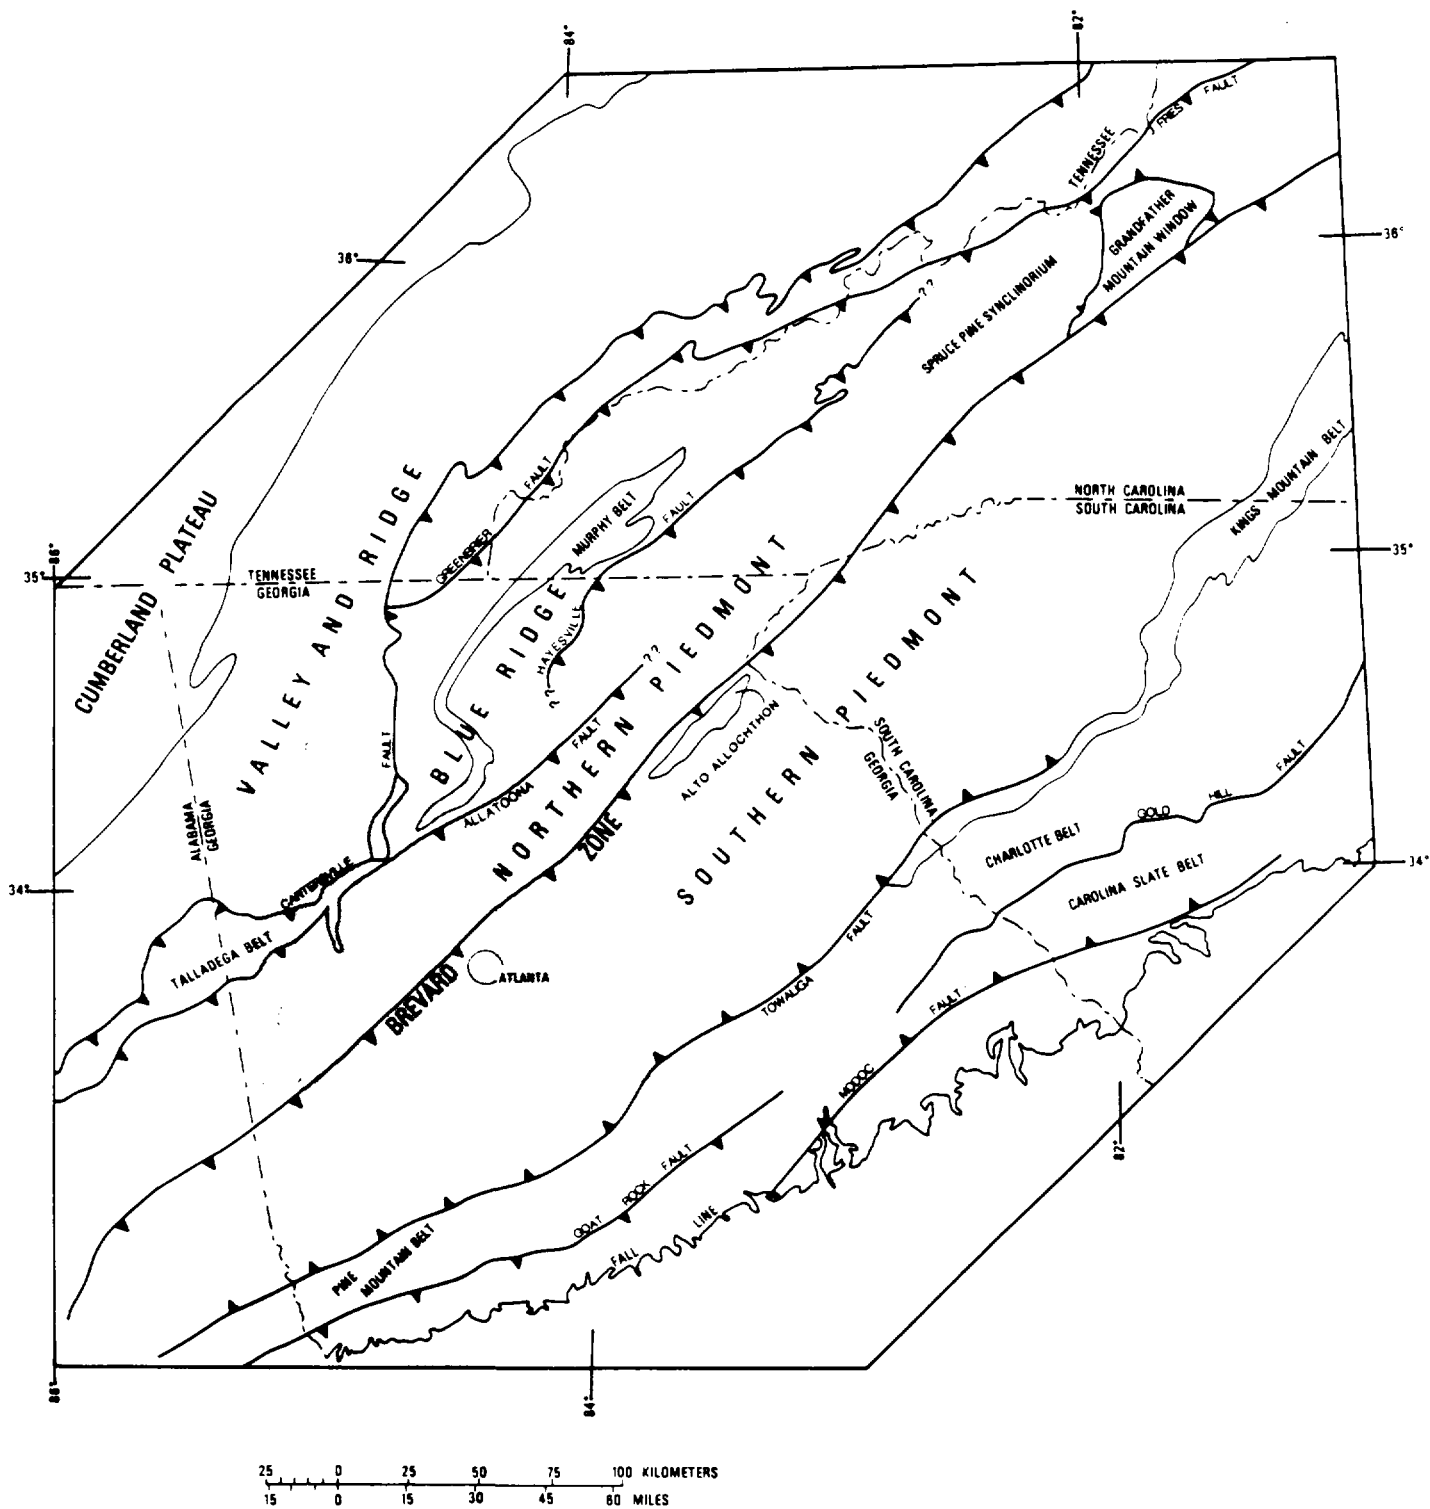 84°
82°
FRIES FAULT
TENNESSEE
GRANDFATHER
MOUNTAIN WINDOW
36°
36°
??
SPRUCE PINE SYNCLINORIUM
KINGS MOUNTAIN BELT
NORTH CAROLINA
SOUTH CAROLINA
CUMBERLAND PLATEAU
VALLEY AND RIDGE
GREENBRIER FAULT
MURPHY BELT
HAYESVILLE FAULT
??
86°
35°
35°
TENNESSEE
GEORGIA
BLUE RIDGE
NORTHERN PIEDMONT
SOUTHERN PIEDMONT
??
ALLATOONA FAULT
ALTO ALLOCHTHON
SOUTH CAROLINA
GEORGIA
ALABAMA
GEORGIA
CARTERSVILLE FAULT
GOLD HILL FAULT
CHARLOTTE BELT
CAROLINA SLATE BELT
34°
34°
TALLADEGA BELT
BREVARD ZONE
ATLANTA
TOWALIGA FAULT
MODOC FAULT
GOAT ROCK FAULT
FALL LINE
PINE
MOUNTAIN BELT
82°
86°
84°
25 0 25 50 75 100 KILOMETERS
15 0 15 30 45 60 MILES